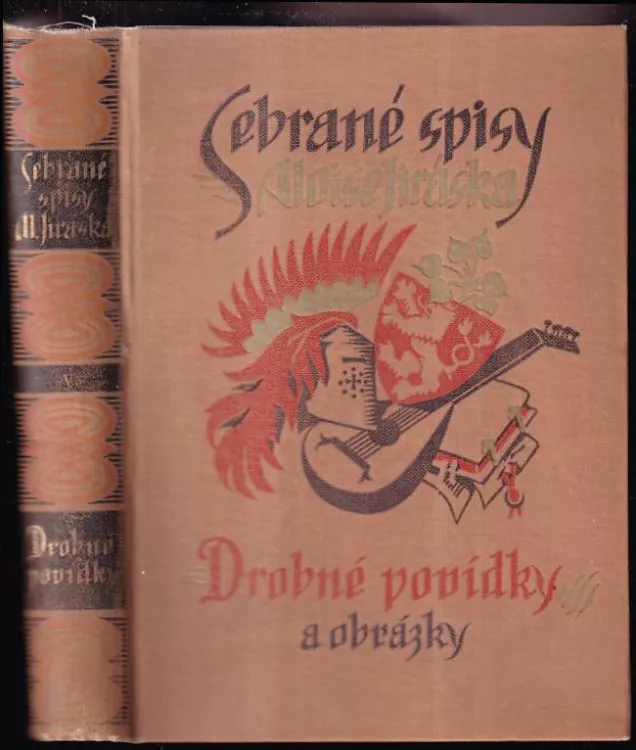 Sebrané
spisy
Al. Jiráska
V
Drobné
povídky
Sebrané spisy
Aloise Jiráska
Drobné povídky
a obrázky